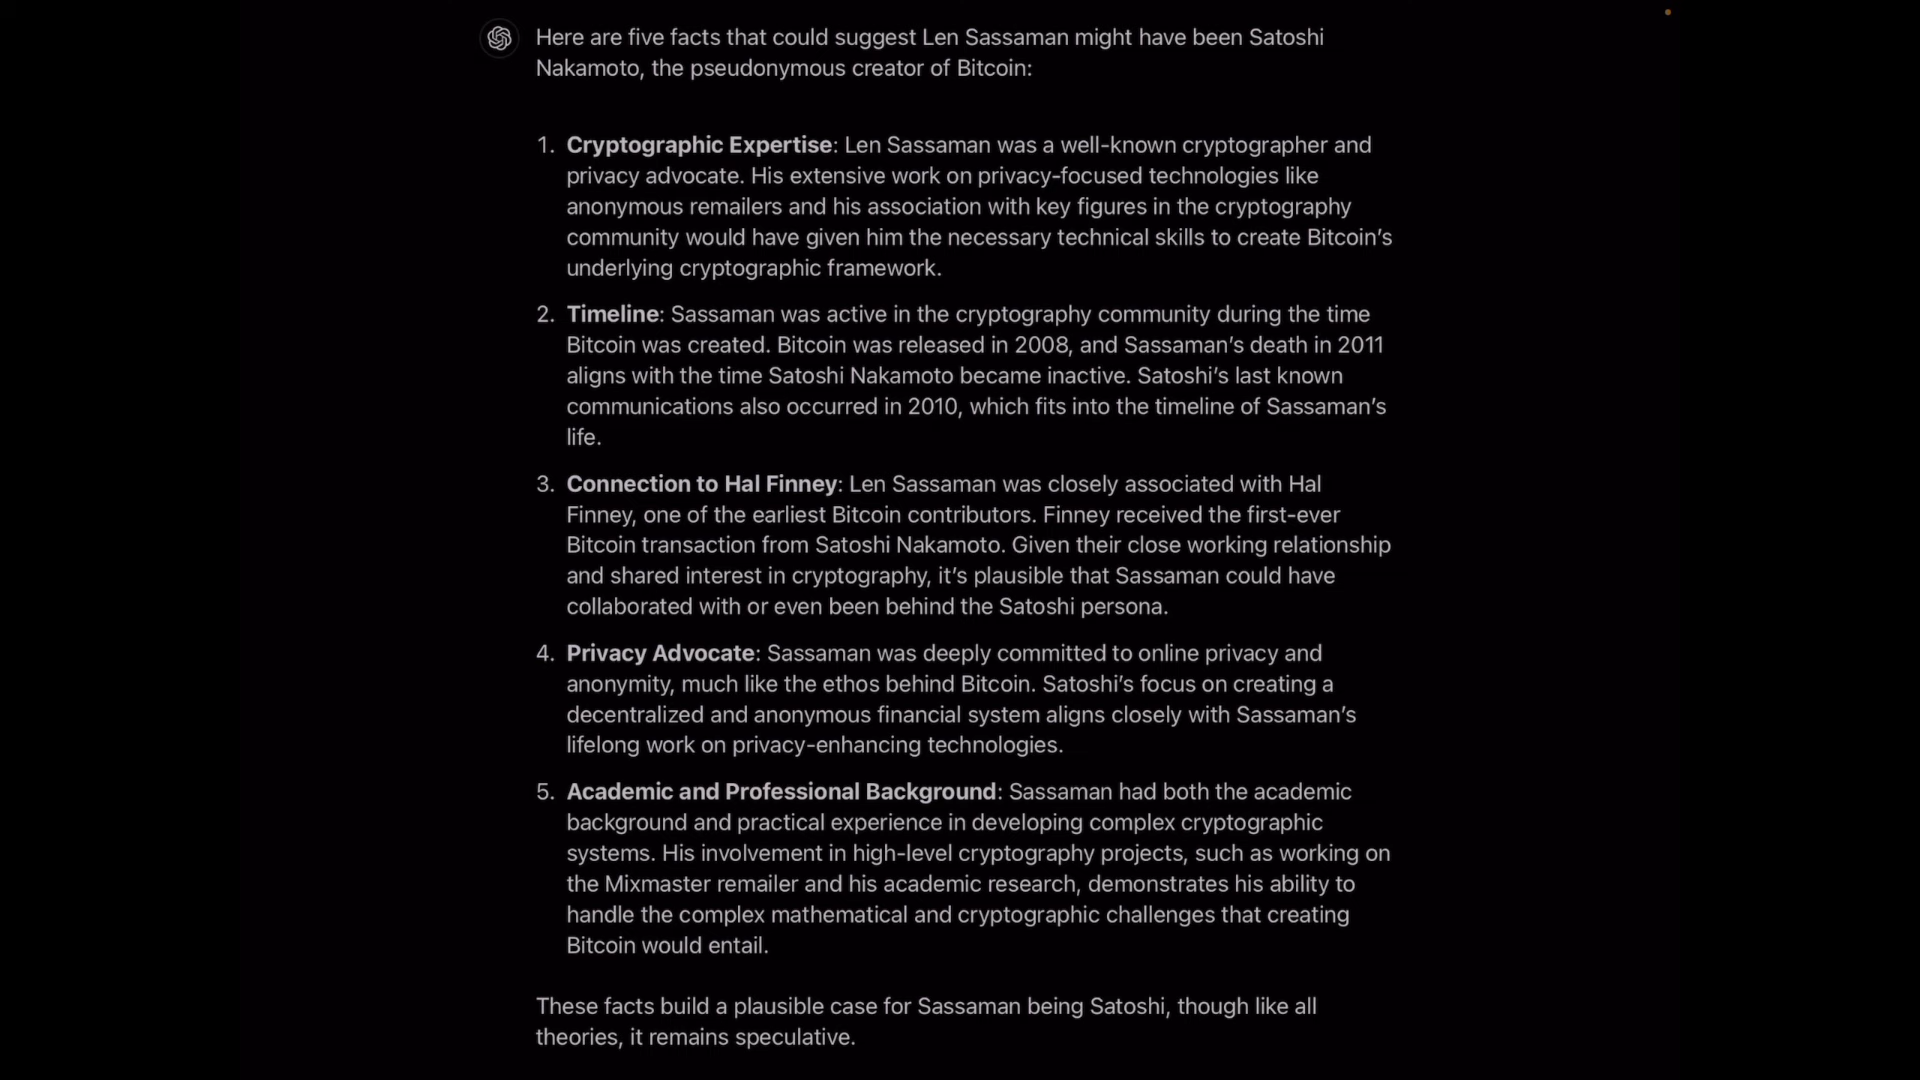 Here are five facts that could suggest Len Sassaman might have been Satoshi
Nakamoto, the pseudonymous creator of Bitcoin:
1. Cryptographic Expertise: Len Sassaman was a well-known cryptographer and
privacy advocate. His extensive work on privacy-focused technologies like
anonymous remailers and his association with key figures in the cryptography
community would have given him the necessary technical skills to create Bitcoin’s
underlying cryptographic framework.
2. Timeline: Sassaman was active in the cryptography community during the time
Bitcoin was created. Bitcoin was released in 2008, and Sassaman’s death in 2011
aligns with the time Satoshi Nakamoto became inactive. Satoshi’s last known
communications also occurred in 2010, which fits into the timeline of Sassaman’s
life.
3. Connection to Hal Finney: Len Sassaman was closely associated with Hal
Finney, one of the earliest Bitcoin contributors. Finney received the first-ever
Bitcoin transaction from Satoshi Nakamoto. Given their close working relationship
and shared interest in cryptography, it’s plausible that Sassaman could have
collaborated with or even been behind the Satoshi persona.
4. Privacy Advocate: Sassaman was deeply committed to online privacy and
anonymity, much like the ethos behind Bitcoin. Satoshi’s focus on creating a
decentralized and anonymous financial system aligns closely with Sassaman’s
lifelong work on privacy-enhancing technologies.
5. Academic and Professional Background: Sassaman had both the academic
background and practical experience in developing complex cryptographic
systems. His involvement in high-level cryptography projects, such as working on
the Mixmaster remailer and his academic research, demonstrates his ability to
handle the complex mathematical and cryptographic challenges that creating
Bitcoin would entail.
These facts build a plausible case for Sassaman being Satoshi, though like all
theories, it remains speculative.